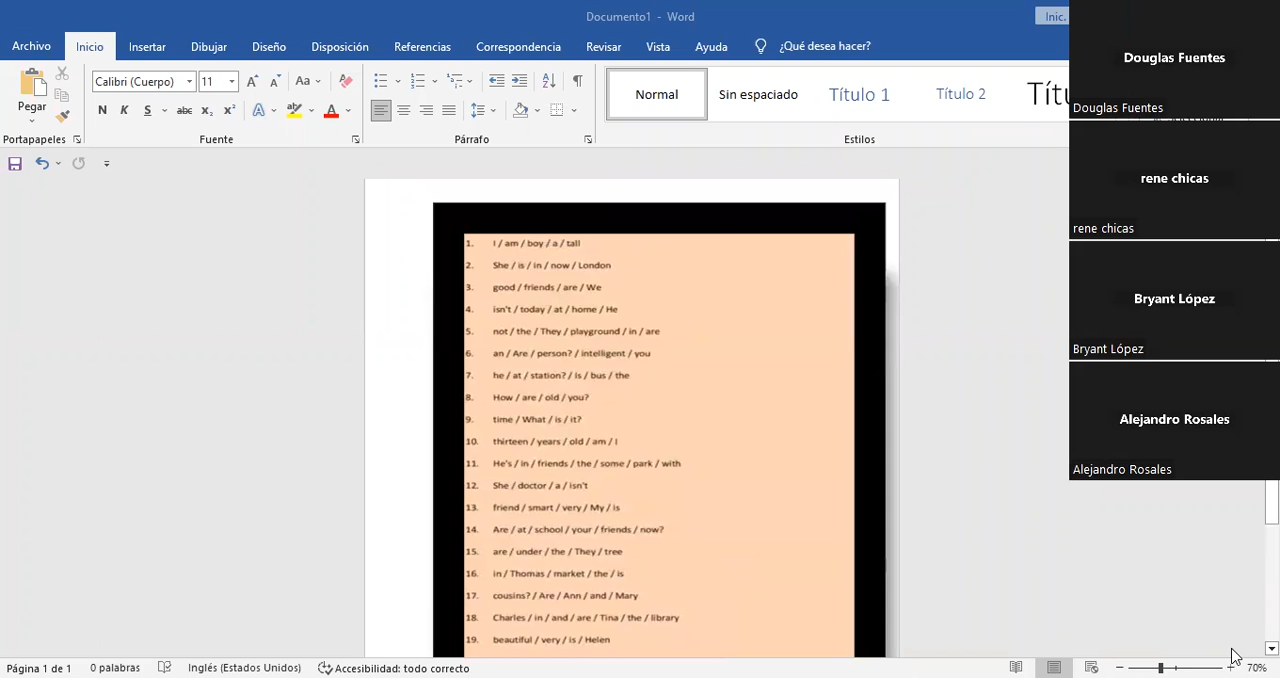 Documento1 - Word
Inic.
Archivo Inicio Insertar Dibujar Diseño Disposición Referencias Correspondencia Revisar Vista Ayuda ¿Qué desea hacer?
Pegar
Calibri (Cuerpo) 11
Aa
N K S abc x₂ x²
Normal
Sin espaciado
Título 1
Título 2
Portapapeles Fuente Párrafo Estilos
1. I / am / boy / a / tall
2. She / is / in / now / London
3. good / friends / are / We
4. isn't / today / at / home / He
5. not / the / They / playground / in / are
6. an / Are / person? / intelligent / you
7. he / at / station? / Is / bus / the
8. How / are / old / you?
9. time / What / is / it?
10. thirteen / years / old / am / I
11. He's / in / friends / the / some / park / with
12. She / doctor / a / isn't
13. friend / smart / very / My / is
14. Are / at / school / your / friends / now?
15. are / under / the / They / tree
16. in / Thomas / market / the / is
17. cousins? / Are / Ann / and / Mary
18. Charles / in / and / are / Tina / the / library
19. beautiful / very / is / Helen
Douglas Fuentes
Douglas Fuentes
rene chicas
rene chicas
Bryant López
Bryant López
Alejandro Rosales
Alejandro Rosales
Página 1 de 1 0 palabras Inglés (Estados Unidos) Accesibilidad: todo correcto 70%